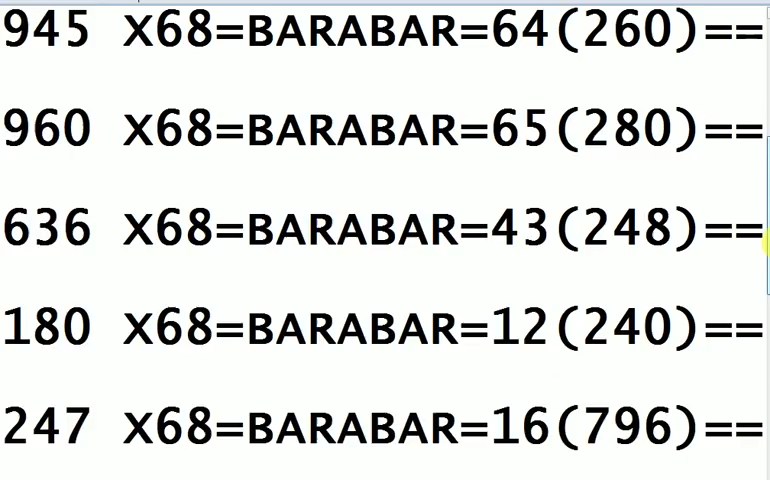 945 X68=BARABAR=64(260)==
960 X68=BARABAR=65(280)==
636 X68=BARABAR=43(248)==
180 X68=BARABAR=12(240)==
247 X68=BARABAR=16(796)==